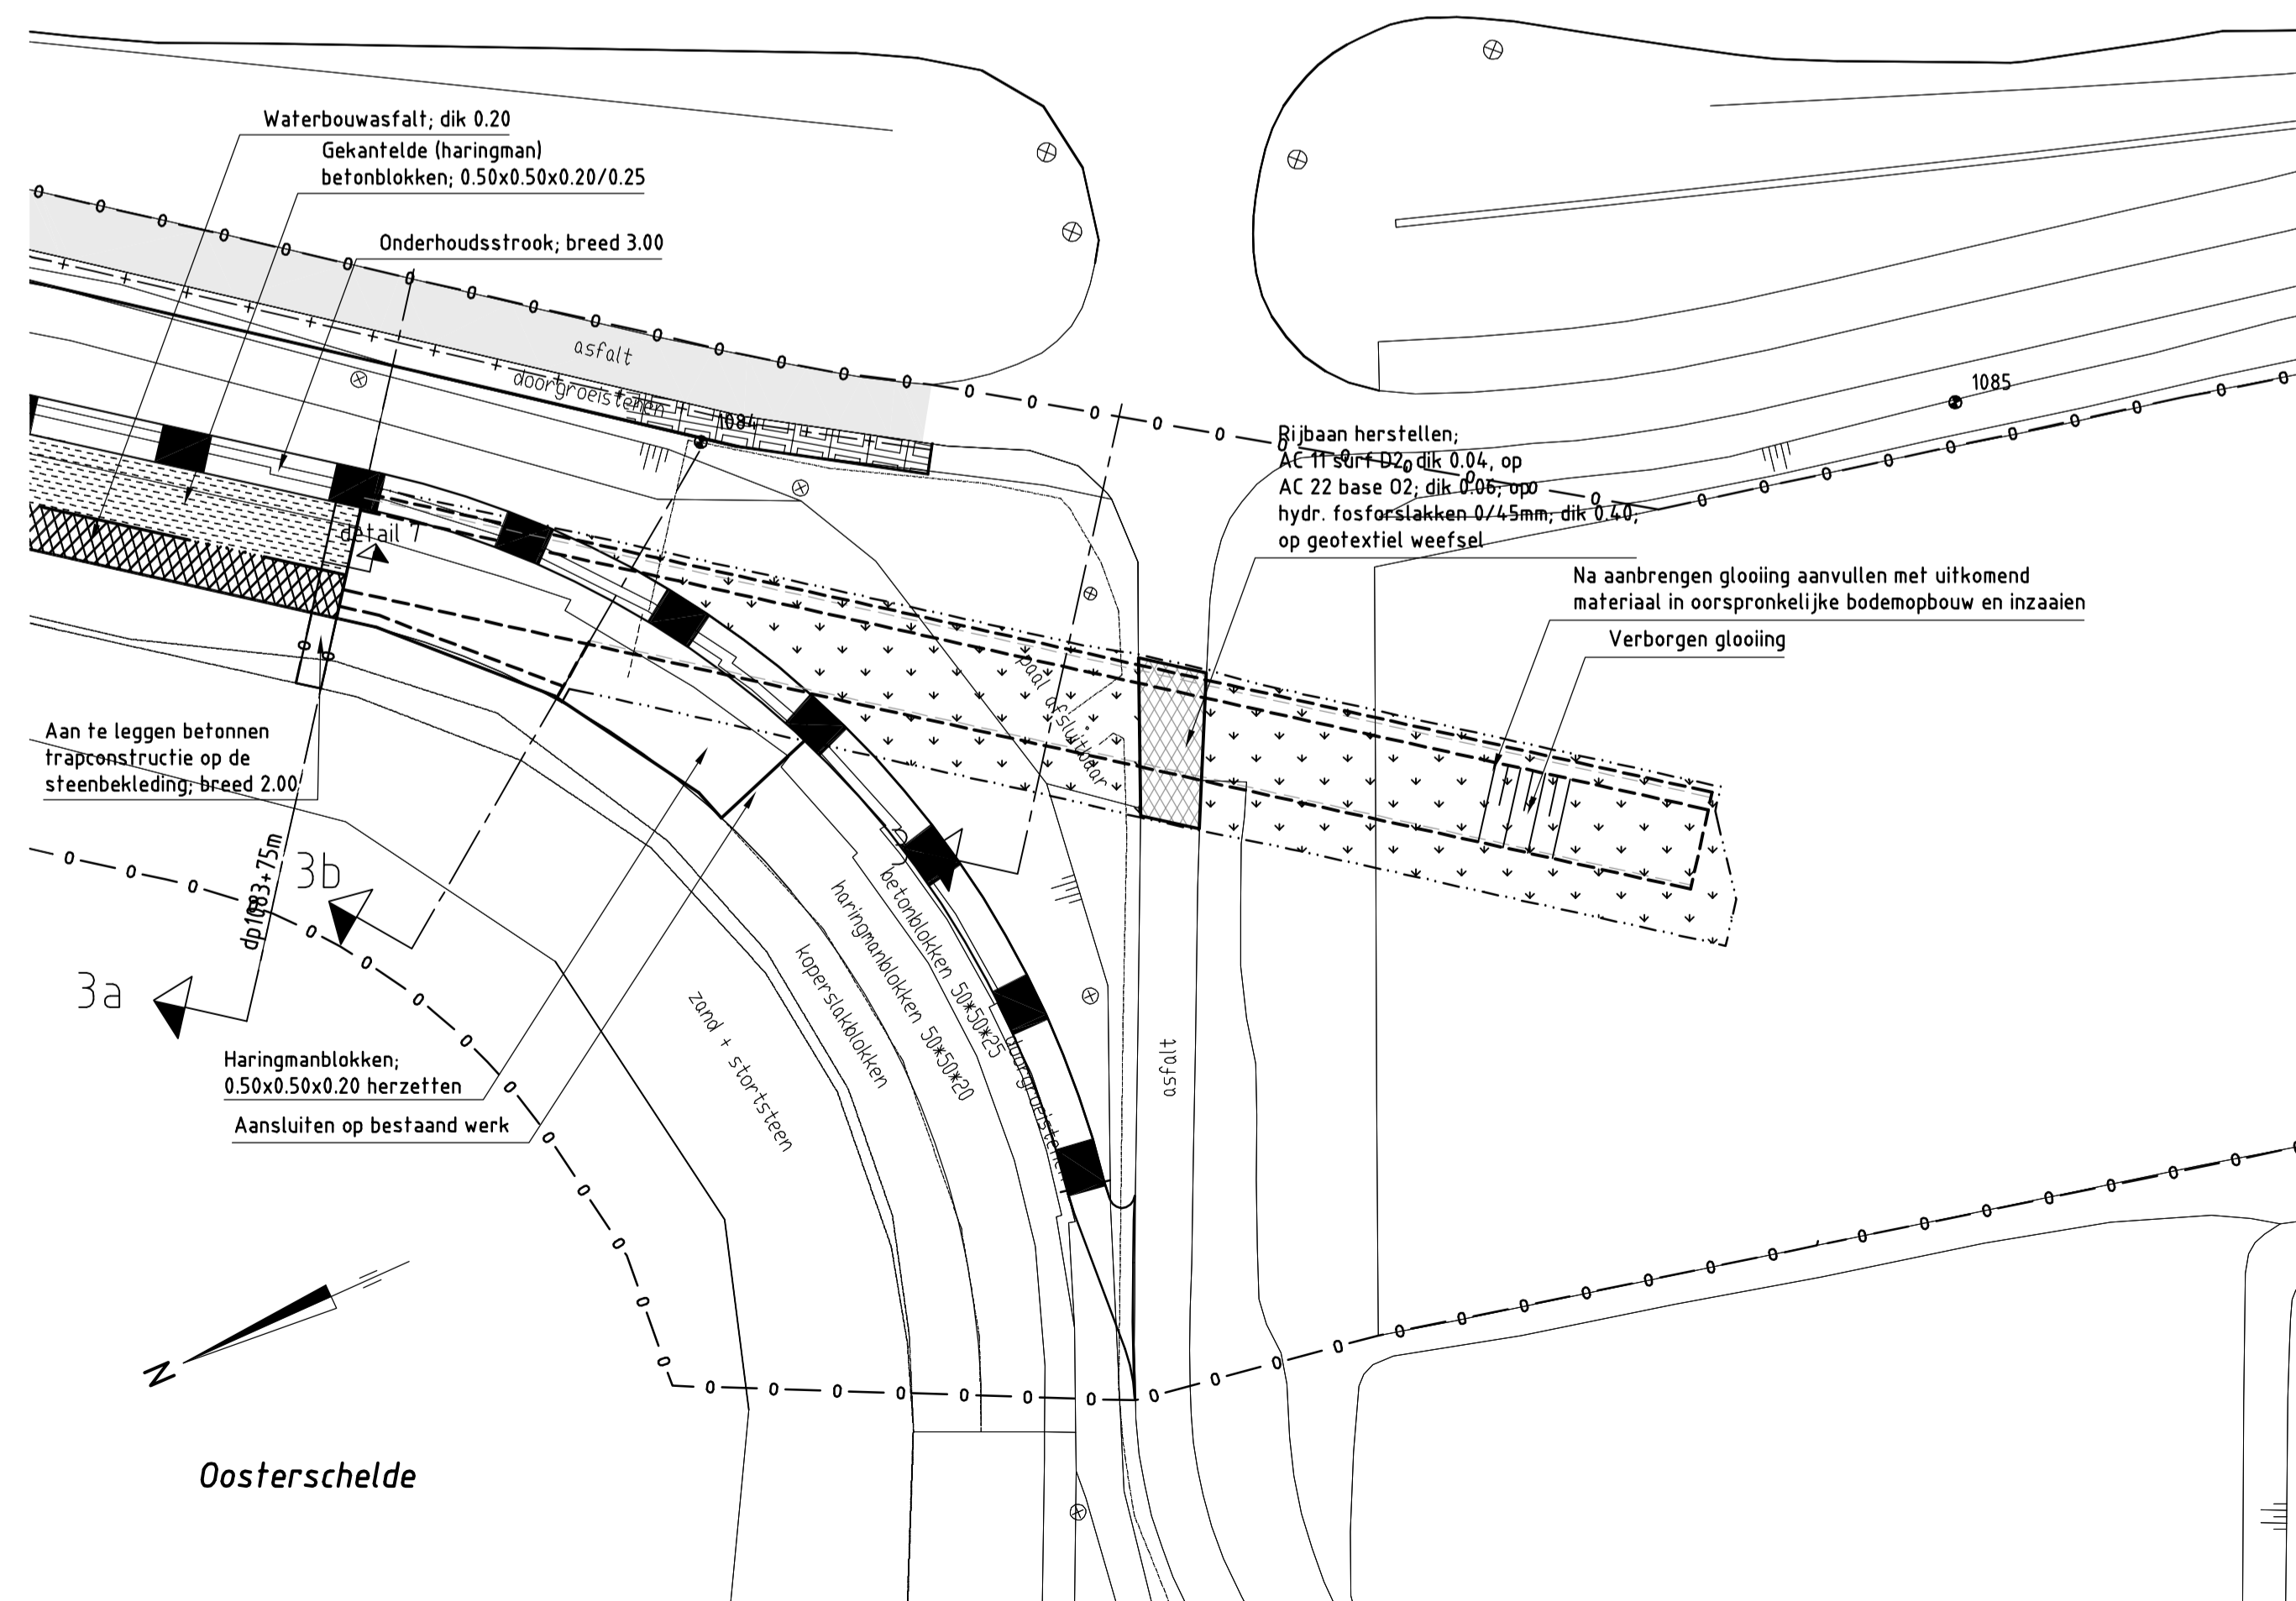 Waterbouwasfalt; dik 0.20
Gekantelde (haringman)
betonblokken; 0.50x0.50x0.20/0.25
Onderhoudsstrook; breed 3.00
asfalt
doorgroeistenen
1084
1085
Rijbaan herstellen;
AC 11 surf D2, dik 0.04, op
AC 22 base O2; dik 0.06; op
hydr. fosforslakken 0/45mm; dik 0.40;
op geotextiel weefsel
detail 7
Na aanbrengen glooiing aanvullen met uitkomend
materiaal in oorspronkelijke bodemopbouw en inzaaien
Verborgen glooiing
paal afsluitbaar
Aan te leggen betonnen
trapconstructie op de
steenbekleding; breed 2.00
dp1083+75m
3b
3
3a
betonblokken 50*50*25
haringmanblokken 50*50*20
koperslakblokken
zand + stortsteen
doorgroeistenen
asfalt
Haringmanblokken;
0.50x0.50x0.20 herzetten
Aansluiten op bestaand werk
N
Oosterschelde